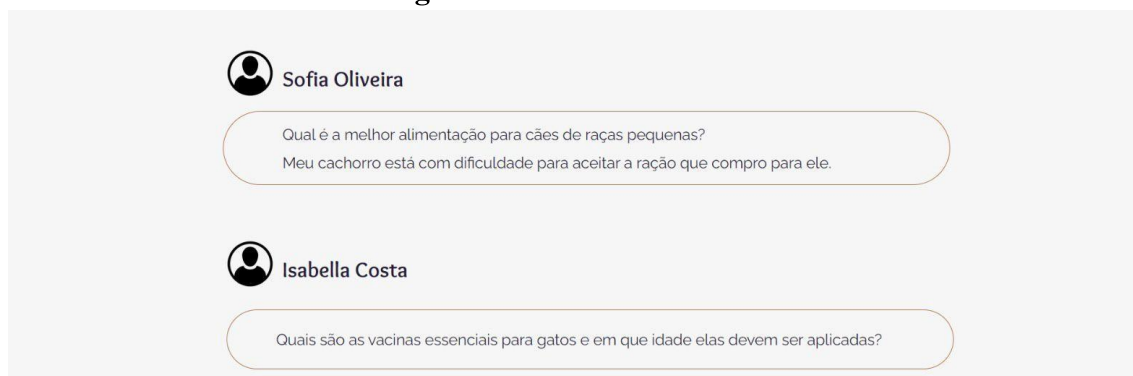 Sofia Oliveira
Qual é a melhor alimentação para cães de raças pequenas?
Meu cachorro está com dificuldade para aceitar a ração que compro para ele.
Isabella Costa
Quais são as vacinas essenciais para gatos e em que idade elas devem ser aplicadas?